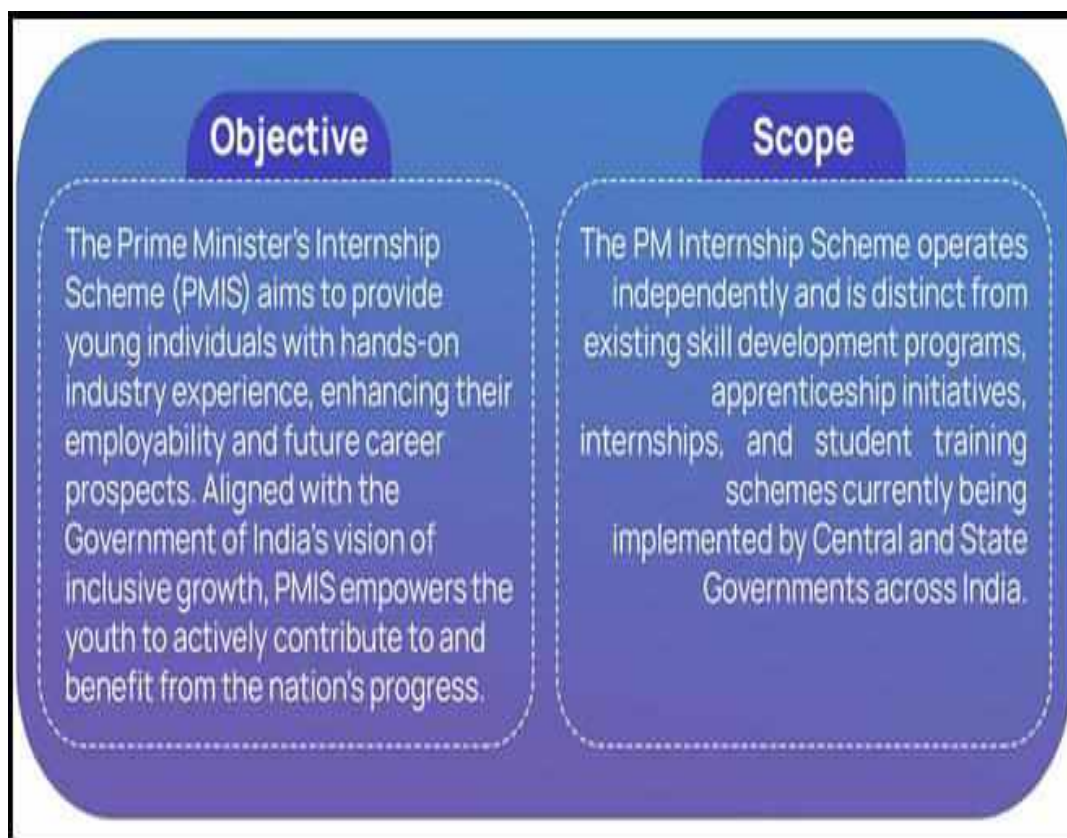 Objective
The Prime Minister's Internship
Scheme (PMIS) aims to provide
young individuals with hands-on
industry experience, enhancing their
employability and future career
prospects. Aligned with the
Government of India's vision of
inclusive growth, PMIS empowers the
youth to actively contribute to and
benefit from the nation's progress.
Scope
The PM Internship Scheme operates
independently and is distinct from
existing skill development programs,
apprenticeship initiatives,
internships, and student training
schemes currently being
implemented by Central and State
Governments across India.